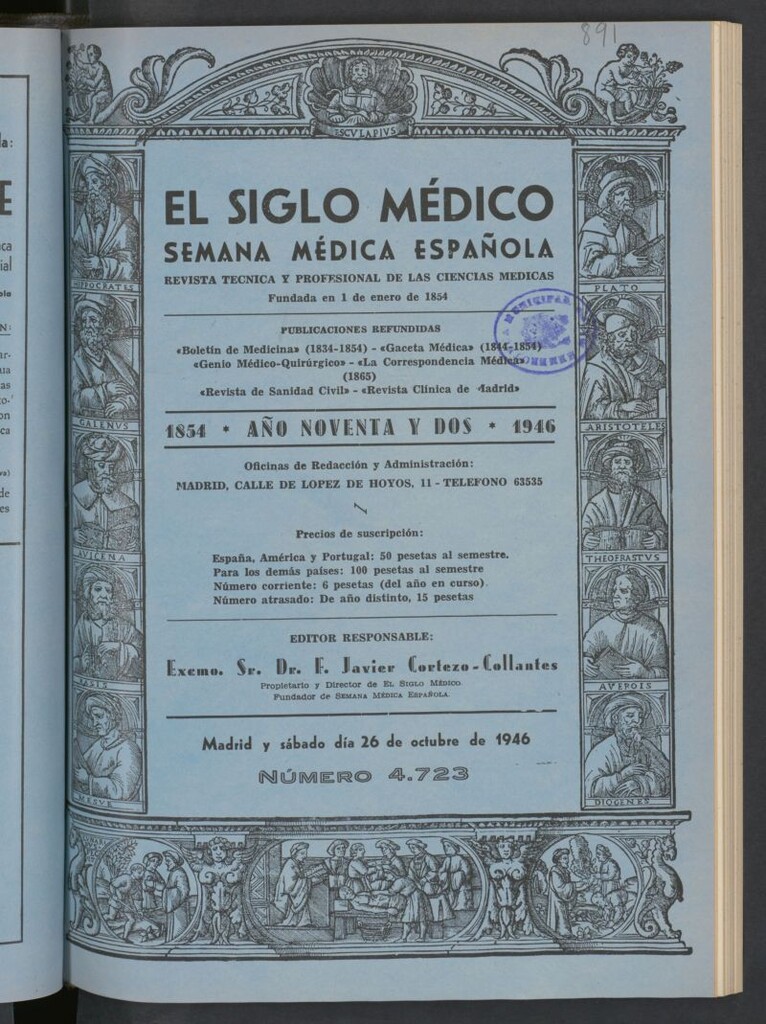 891
ESCVLAPIVS
EL SIGLO MÉDICO
SEMANA MÉDICA ESPAÑOLA
REVISTA TECNICA Y PROFESIONAL DE LAS CIENCIAS MEDICAS
Fundada en 1 de enero de 1854
PUBLICACIONES REFUNDIDAS
«Boletín de Medicina» (1834-1854) - «Gaceta Médica» (1844-1854)
«Genio Médico-Quirúrgico» - «La Correspondencia Médica»
(1865)
«Revista de Sanidad Civil» - «Revista Clínica de Madrid»
1854 * AÑO NOVENTA Y DOS * 1946
Oficinas de Redacción y Administración:
MADRID, CALLE DE LOPEZ DE HOYOS, 11 - TELEFONO 63535
Precios de suscripción:
España, América y Portugal: 50 pesetas al semestre.
Para los demás países: 100 pesetas al semestre
Número corriente: 6 pesetas (del año en curso)
Número atrasado: De año distinto, 15 pesetas
EDITOR RESPONSABLE:
Excmo. Sr. Dr. F. Javier Cortezo-Collantes
Propietario y Director de EL SIGLO MÉDICO
Fundador de SEMANA MÉDICA ESPAÑOLA.
Madrid y sábado día 26 de octubre de 1946
NÚMERO 4.723
HIPPOCRATES
GALENVS
AVICENA
RASIS
MESVE
PLATO
ARISTOTELES
THEOFRASTVS
AVEROIS
DIOGENES
MUNICIPAL